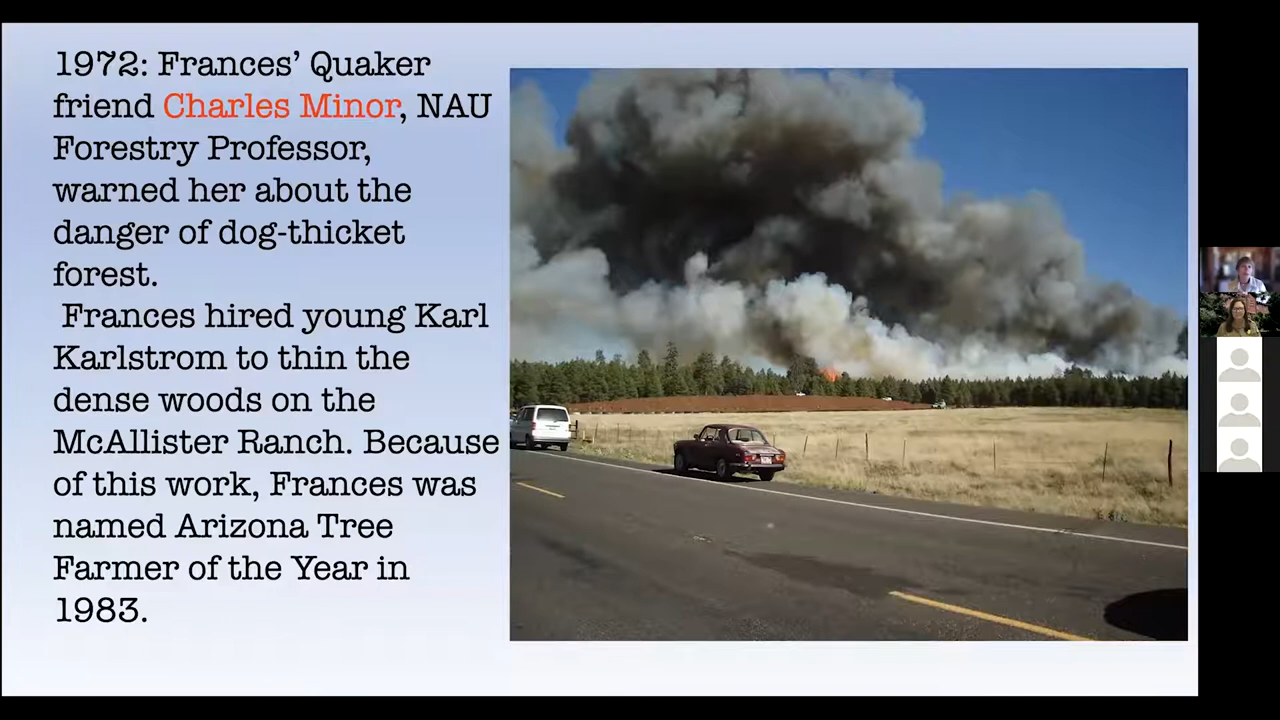 1972: Frances’ Quaker
friend Charles Minor, NAU
Forestry Professor,
warned her about the
danger of dog-thicket
forest.
Frances hired young Karl
Karlstrom to thin the
dense woods on the
McAllister Ranch. Because
of this work, Frances was
named Arizona Tree
Farmer of the Year in
1983.